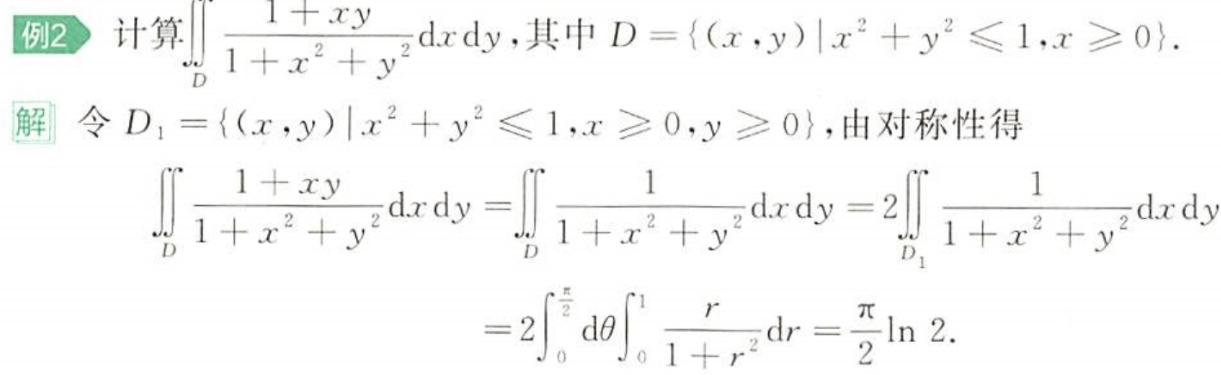 例2 计算∬_D (1+xy)/(1+x²+y²) dxdy,其中 D={(x,y)|x²+y²≤1,x≥0}.
解 令 D₁={(x,y)|x²+y²≤1,x≥0,y≥0},由对称性得
∬_D (1+xy)/(1+x²+y²) dxdy=∬_D 1/(1+x²+y²) dxdy=2∬_{D₁} 1/(1+x²+y²) dxdy
=2∫_0^{π/2} dθ∫_0^1 r/(1+r²) dr=π/2 ln 2.